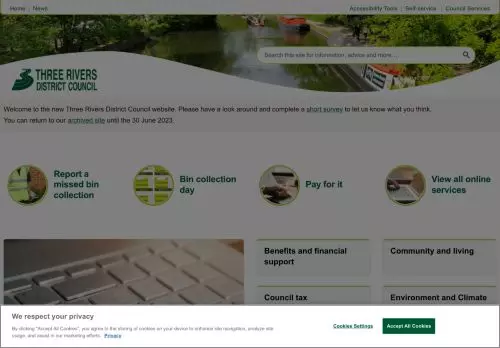 Home | News
Accessibility Tools | Self-service | Council Services
Search this site for information, advice and more....
THREE RIVERS
DISTRICT COUNCIL
Welcome to the new Three Rivers District Council website. Please have a look around and complete a short survey to let us know what you think.
You can return to our archived site until the 30 June 2023.
Report a
missed bin
collection
Bin collection
day
Pay for it
View all online
services
Benefits and financial
support
Community and living
Council tax
Environment and Climate
We respect your privacy
By clicking "Accept All Cookies", you agree to the storing of cookies on your device to enhance site navigation, analyze site
usage, and assist in our marketing efforts. Privacy
Cookies Settings
Accept All Cookies